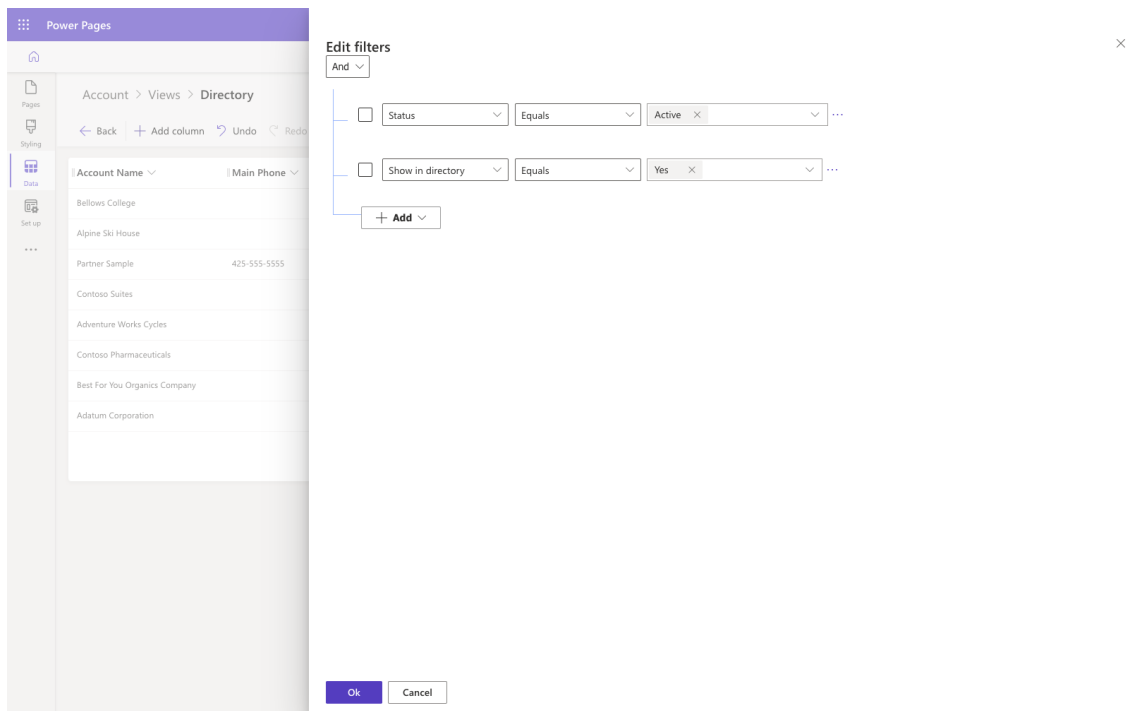 Power Pages
Edit filters
And
Pages
Styling
Data
Set up
Account > Views > Directory
Back
Add column
Undo
Redo
Account Name
Main Phone
Bellows College
Alpine Ski House
Partner Sample
425-555-5555
Contoso Suites
Adventure Works Cycles
Contoso Pharmaceuticals
Best For You Organics Company
Adatum Corporation
Status
Equals
Active
Show in directory
Equals
Yes
Add
Ok
Cancel